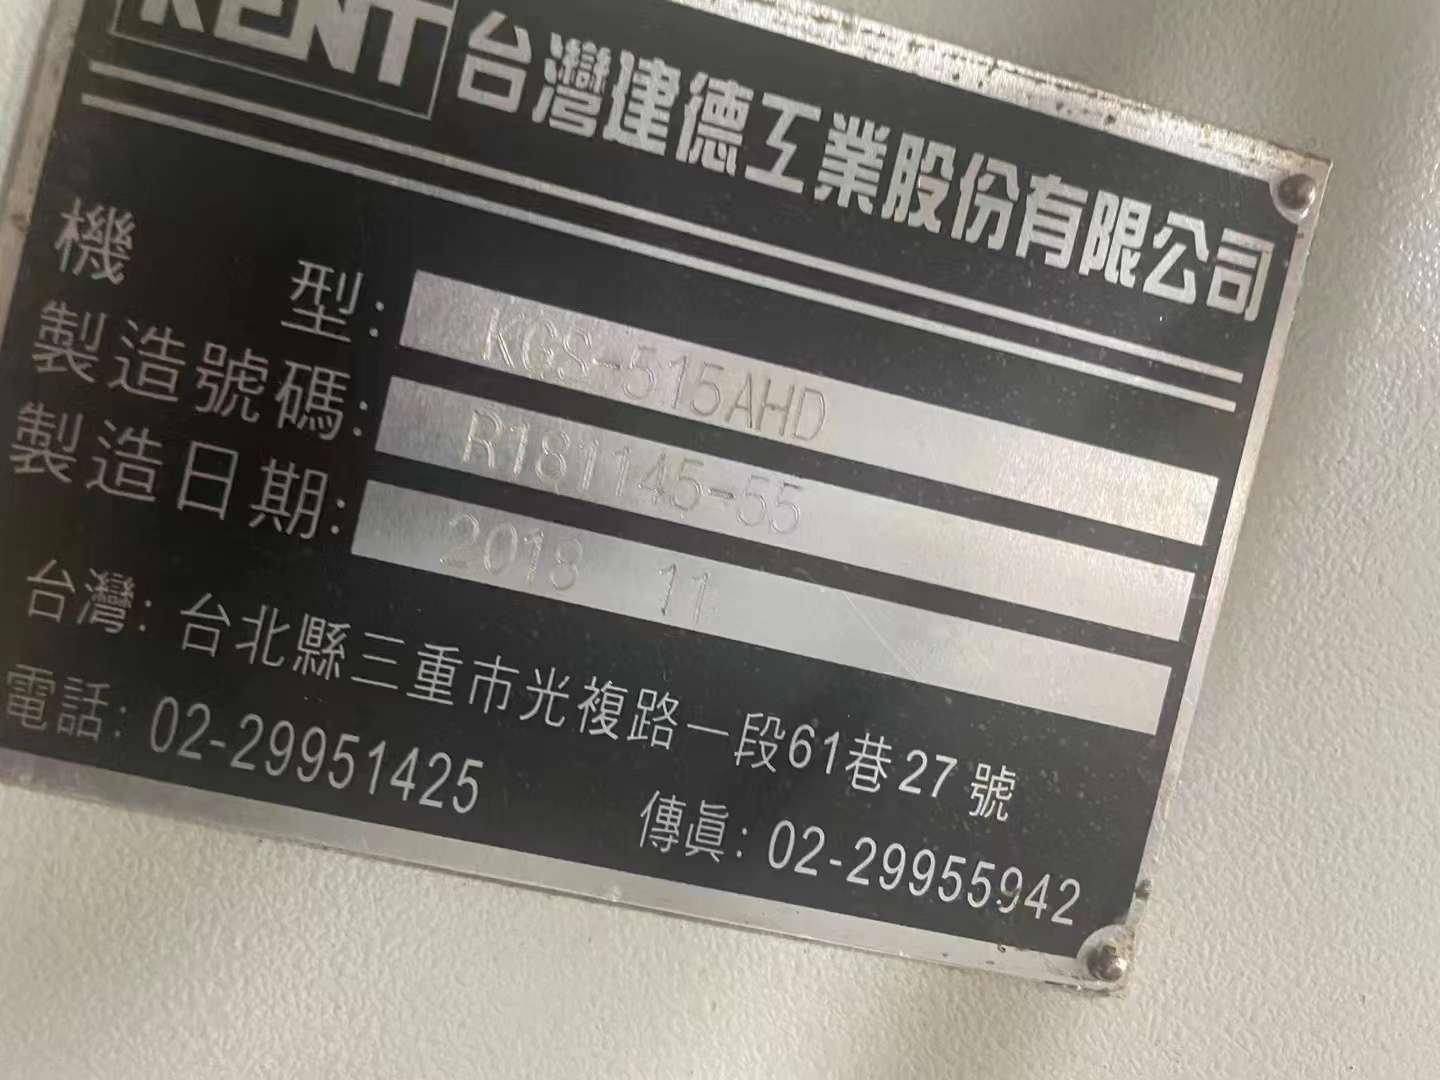 KENT 台灣建德工業股份有限公司
機型: KGS-515AHD
製造號碼: R181145-55
製造日期: 2018 11
台灣: 台北縣三重市光複路一段61巷27號
電話: 02-29951425 傳眞: 02-29955942